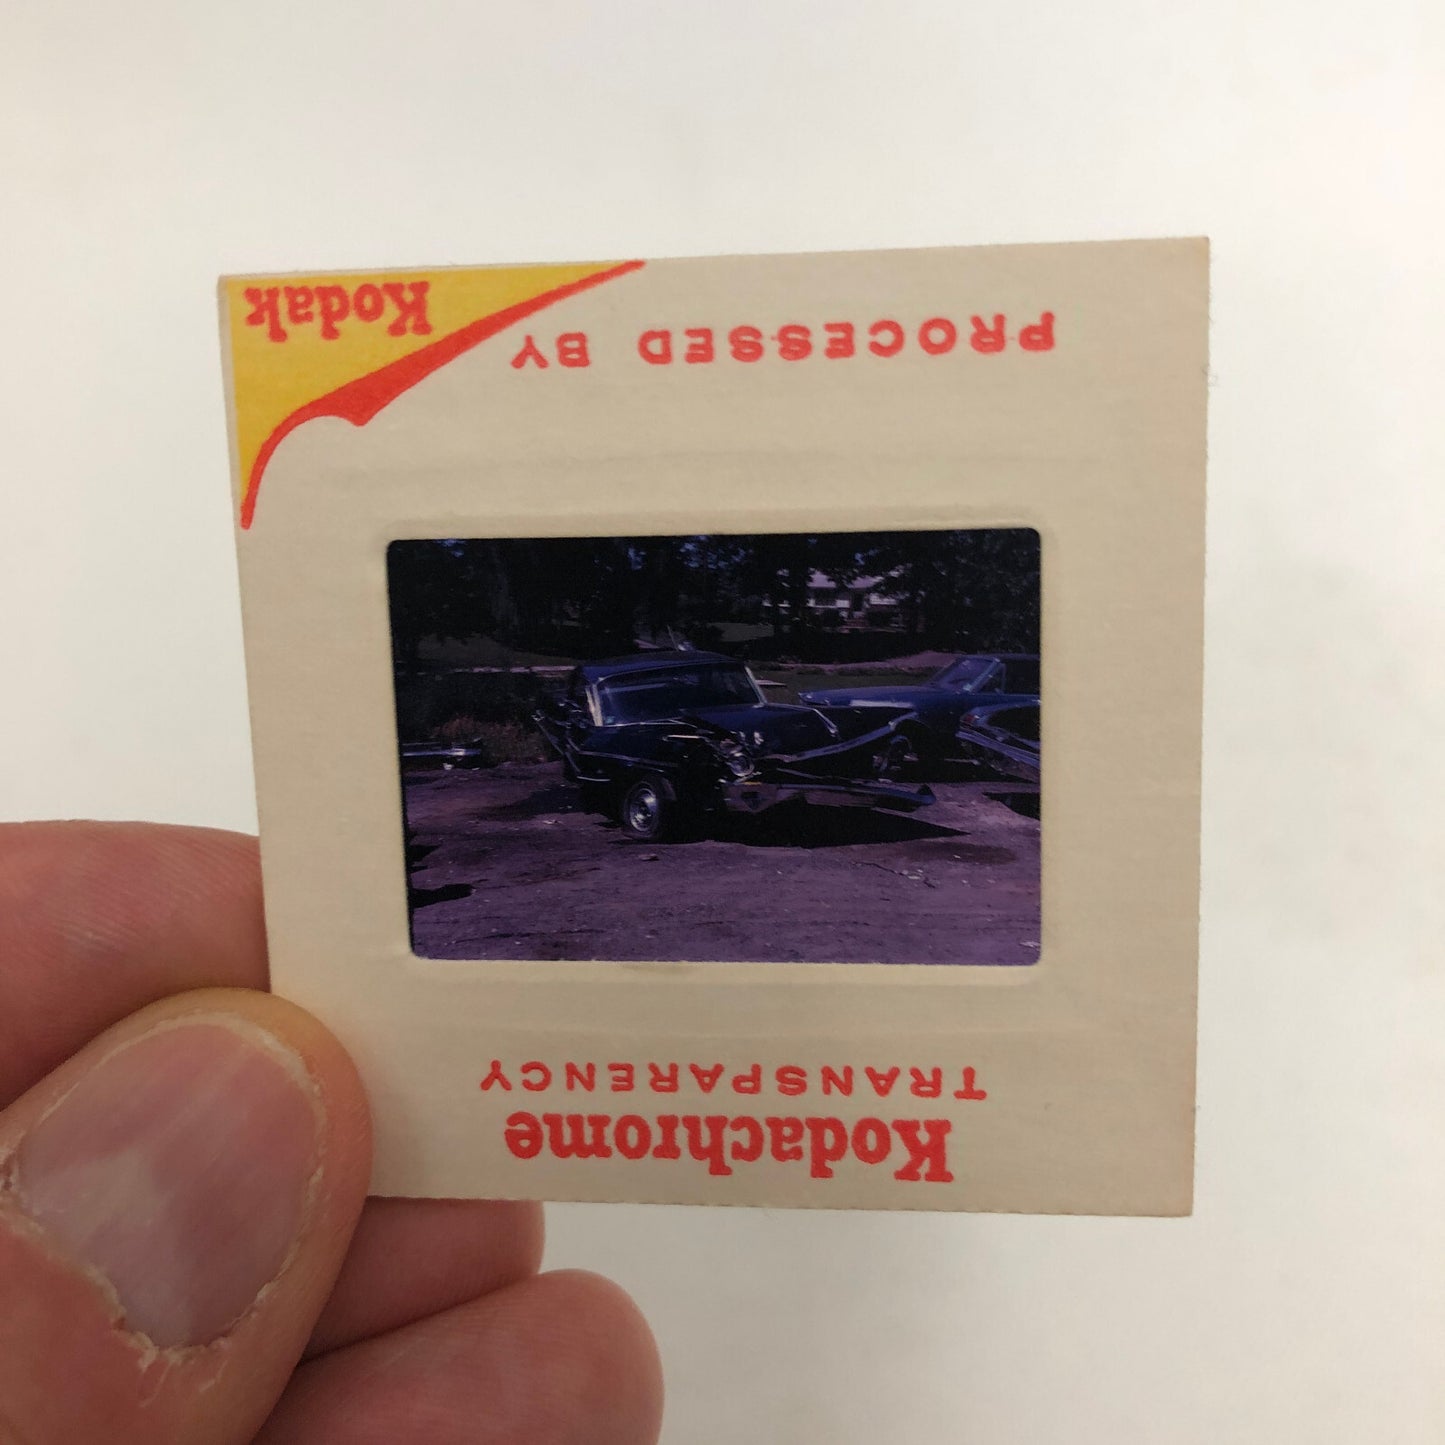 Kodachrome
TRANSPARENCY
PROCESSED BY
Kodak